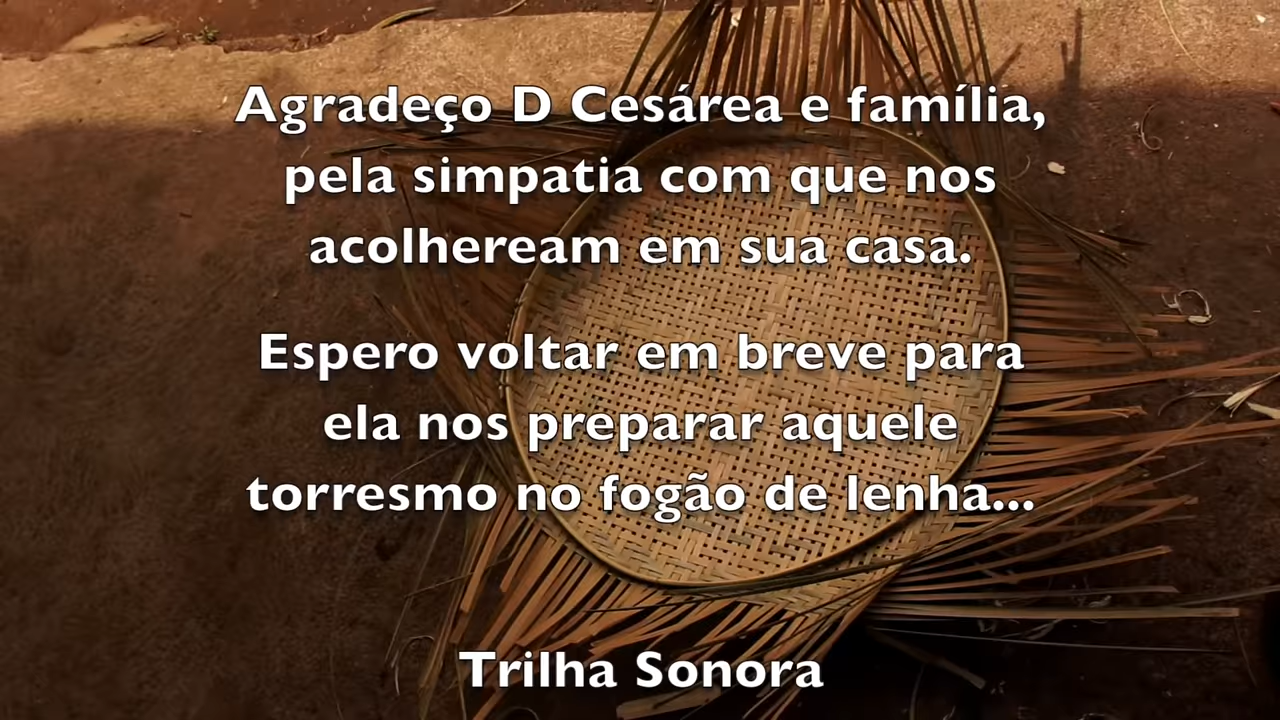 Agradeço D Cesárea e família,
pela simpatia com que nos
acolheream em sua casa.
Espero voltar em breve para
ela nos preparar aquele
torresmo no fogão de lenha...
Trilha Sonora